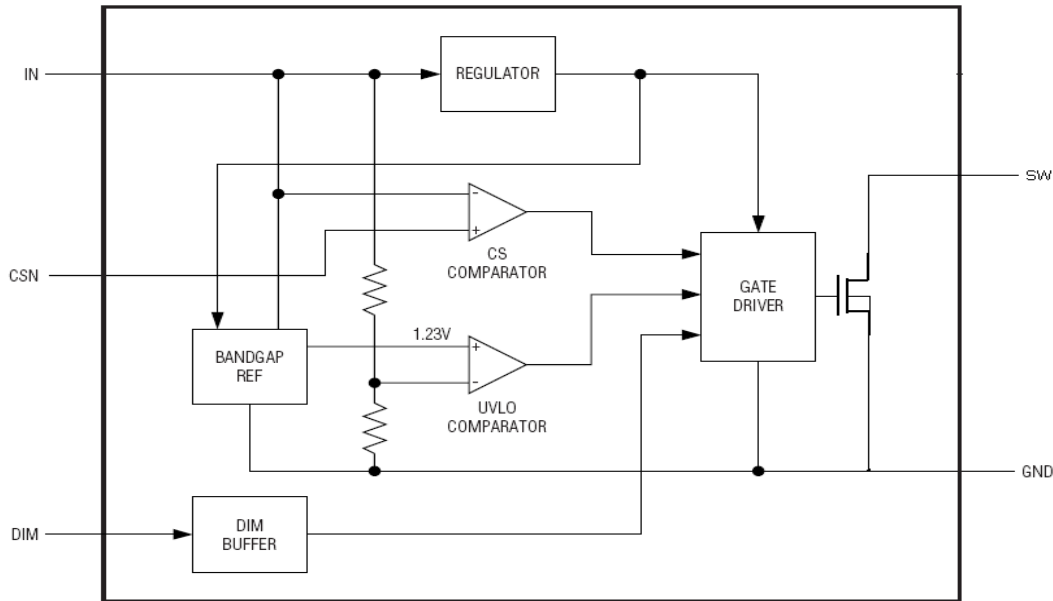 IN
REGULATOR
SW
-
+
CS
COMPARATOR
CSN
GATE
DRIVER
1.23V
BANDGAP
REF
+
-
UVLO
COMPARATOR
GND
DIM
DIM
BUFFER